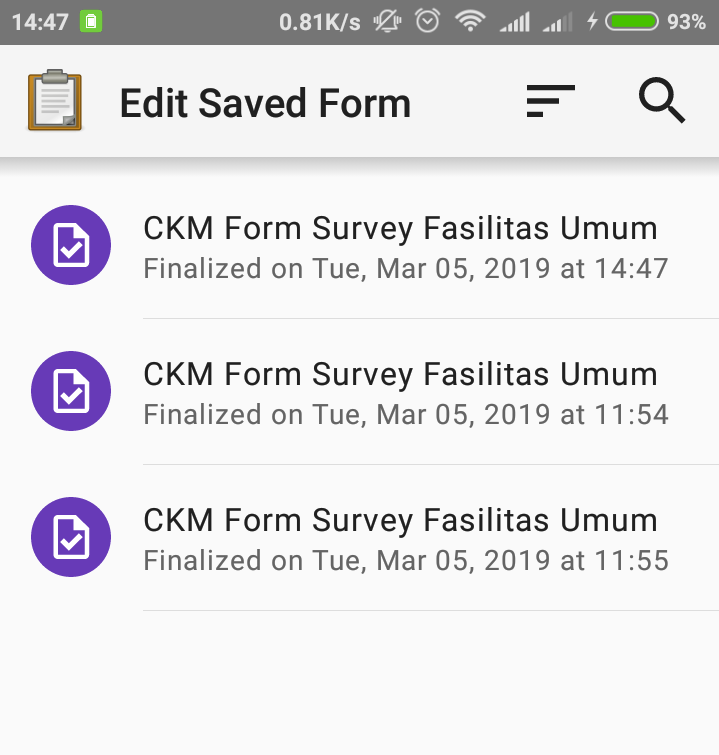 14:47 0.81K/s 93%
Edit Saved Form
CKM Form Survey Fasilitas Umum
Finalized on Tue, Mar 05, 2019 at 14:47
CKM Form Survey Fasilitas Umum
Finalized on Tue, Mar 05, 2019 at 11:54
CKM Form Survey Fasilitas Umum
Finalized on Tue, Mar 05, 2019 at 11:55